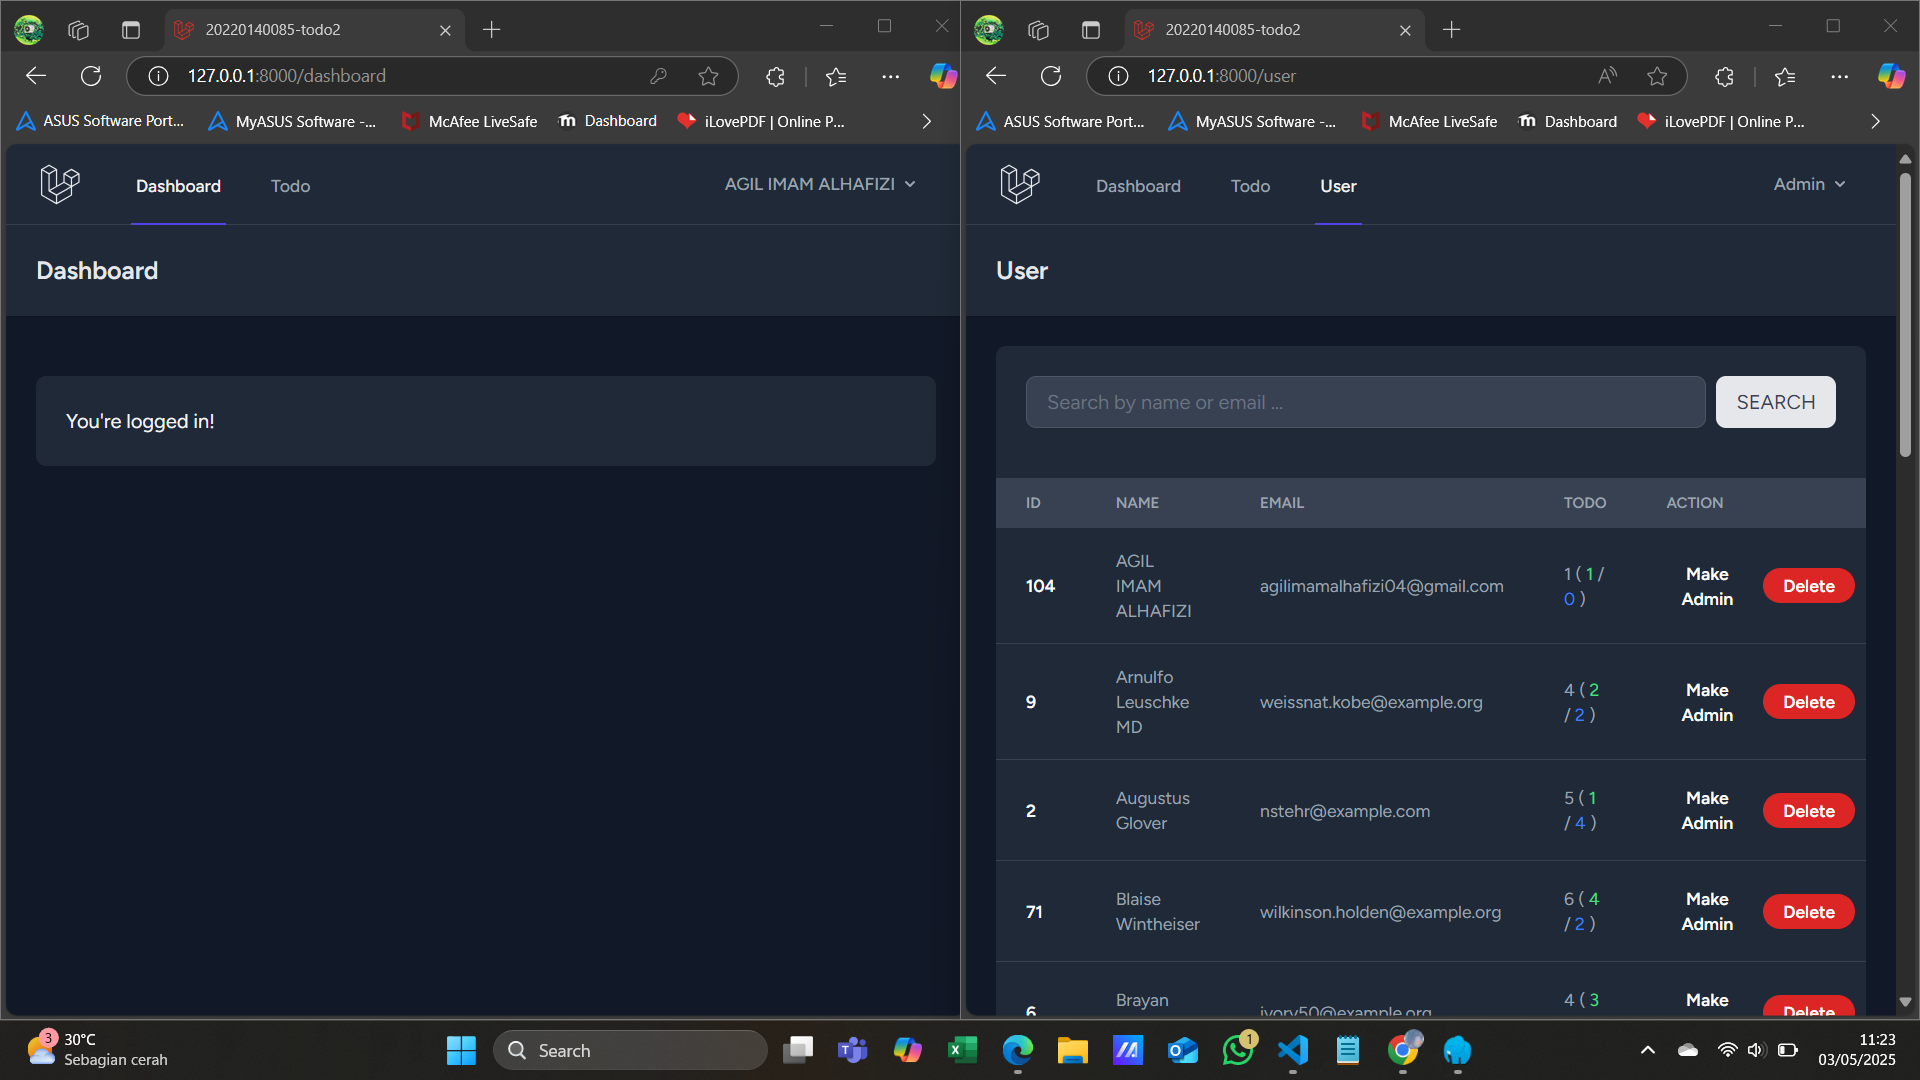 20220140085-todo2
127.0.0.1:8000/dashboard
ASUS Software Port...
MyASUS Software -...
McAfee LiveSafe
Dashboard
iLovePDF | Online P...
Dashboard
Todo
AGIL IMAM ALHAFIZI
Dashboard
You're logged in!
20220140085-todo2
127.0.0.1:8000/user
ASUS Software Port...
MyASUS Software -...
McAfee LiveSafe
Dashboard
iLovePDF | Online P...
Dashboard
Todo
User
Admin
User
Search by name or email ...
SEARCH
ID
NAME
EMAIL
TODO
ACTION
104
AGIL
IMAM
ALHAFIZI
agilimamalhafizi04@gmail.com
1 ( 1 /
0 )
Make
Admin
Delete
9
Arnulfo
Leuschke
MD
weissnat.kobe@example.org
4 ( 2
/ 2 )
Make
Admin
Delete
2
Augustus
Glover
nstehr@example.com
5 ( 1
/ 4 )
Make
Admin
Delete
71
Blaise
Wintheiser
wilkinson.holden@example.org
6 ( 4
/ 2 )
Make
Admin
Delete
6
Brayan
ivory50@example.org
4 ( 3
Make
Delete
3
30°C
Sebagian cerah
Search
1
11:23
03/05/2025